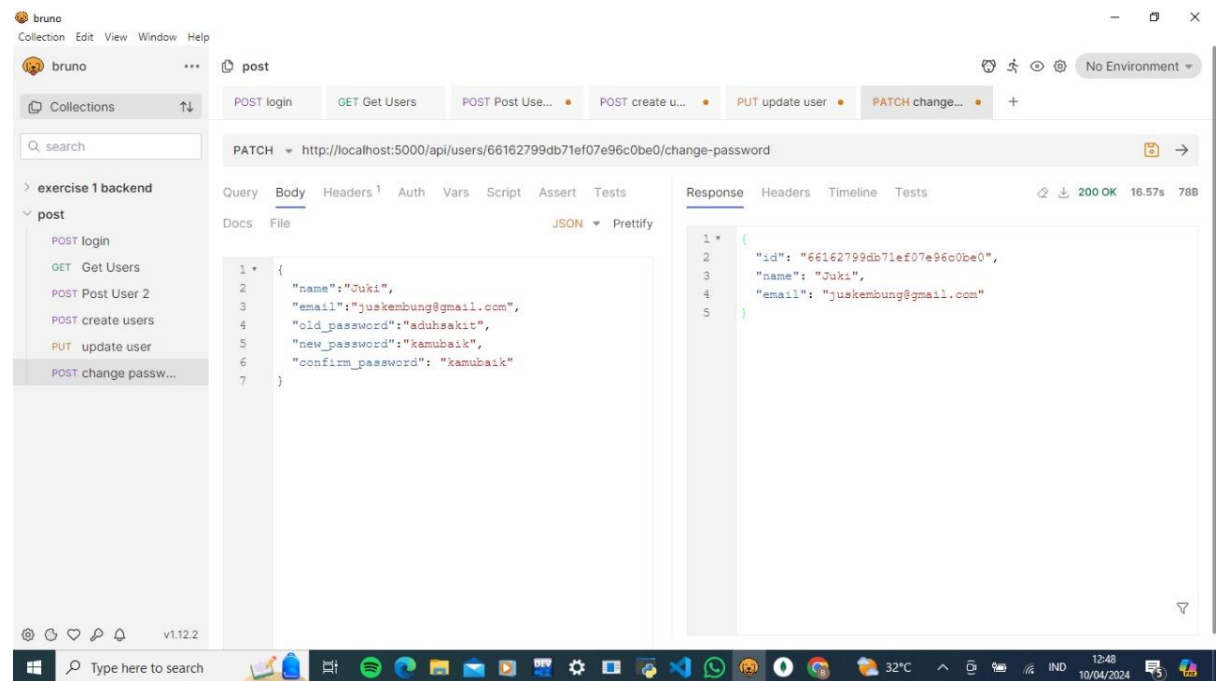 bruno
Collection Edit View Window Help
bruno ...
post
No Environment
Collections
POST login
GET Get Users
POST Post Use...
POST create u...
PUT update user
PATCH change...
+
search
PATCH http://localhost:5000/api/users/66162799db71ef07e96c0be0/change-password
exercise 1 backend
post
POST login
GET Get Users
POST Post User 2
POST create users
PUT update user
POST change passw...
Query Body Headers 1 Auth Vars Script Assert Tests
Docs File JSON Prettify
1 {
2 "name":"Juki",
3 "email":"juskembung@gmail.com",
4 "old_password":"aduhsakit",
5 "new_password":"kamubaik",
6 "confirm_password": "kamubaik"
7 }
Response Headers Timeline Tests 200 OK 16.57s 78B
1 {
2 "id": "66162799db71ef07e96c0be0",
3 "name": "Juki",
4 "email": "juskembung@gmail.com"
5 }
v1.12.2
Type here to search
DEV
32°C
IND
12:48
10/04/2024
5
PRE